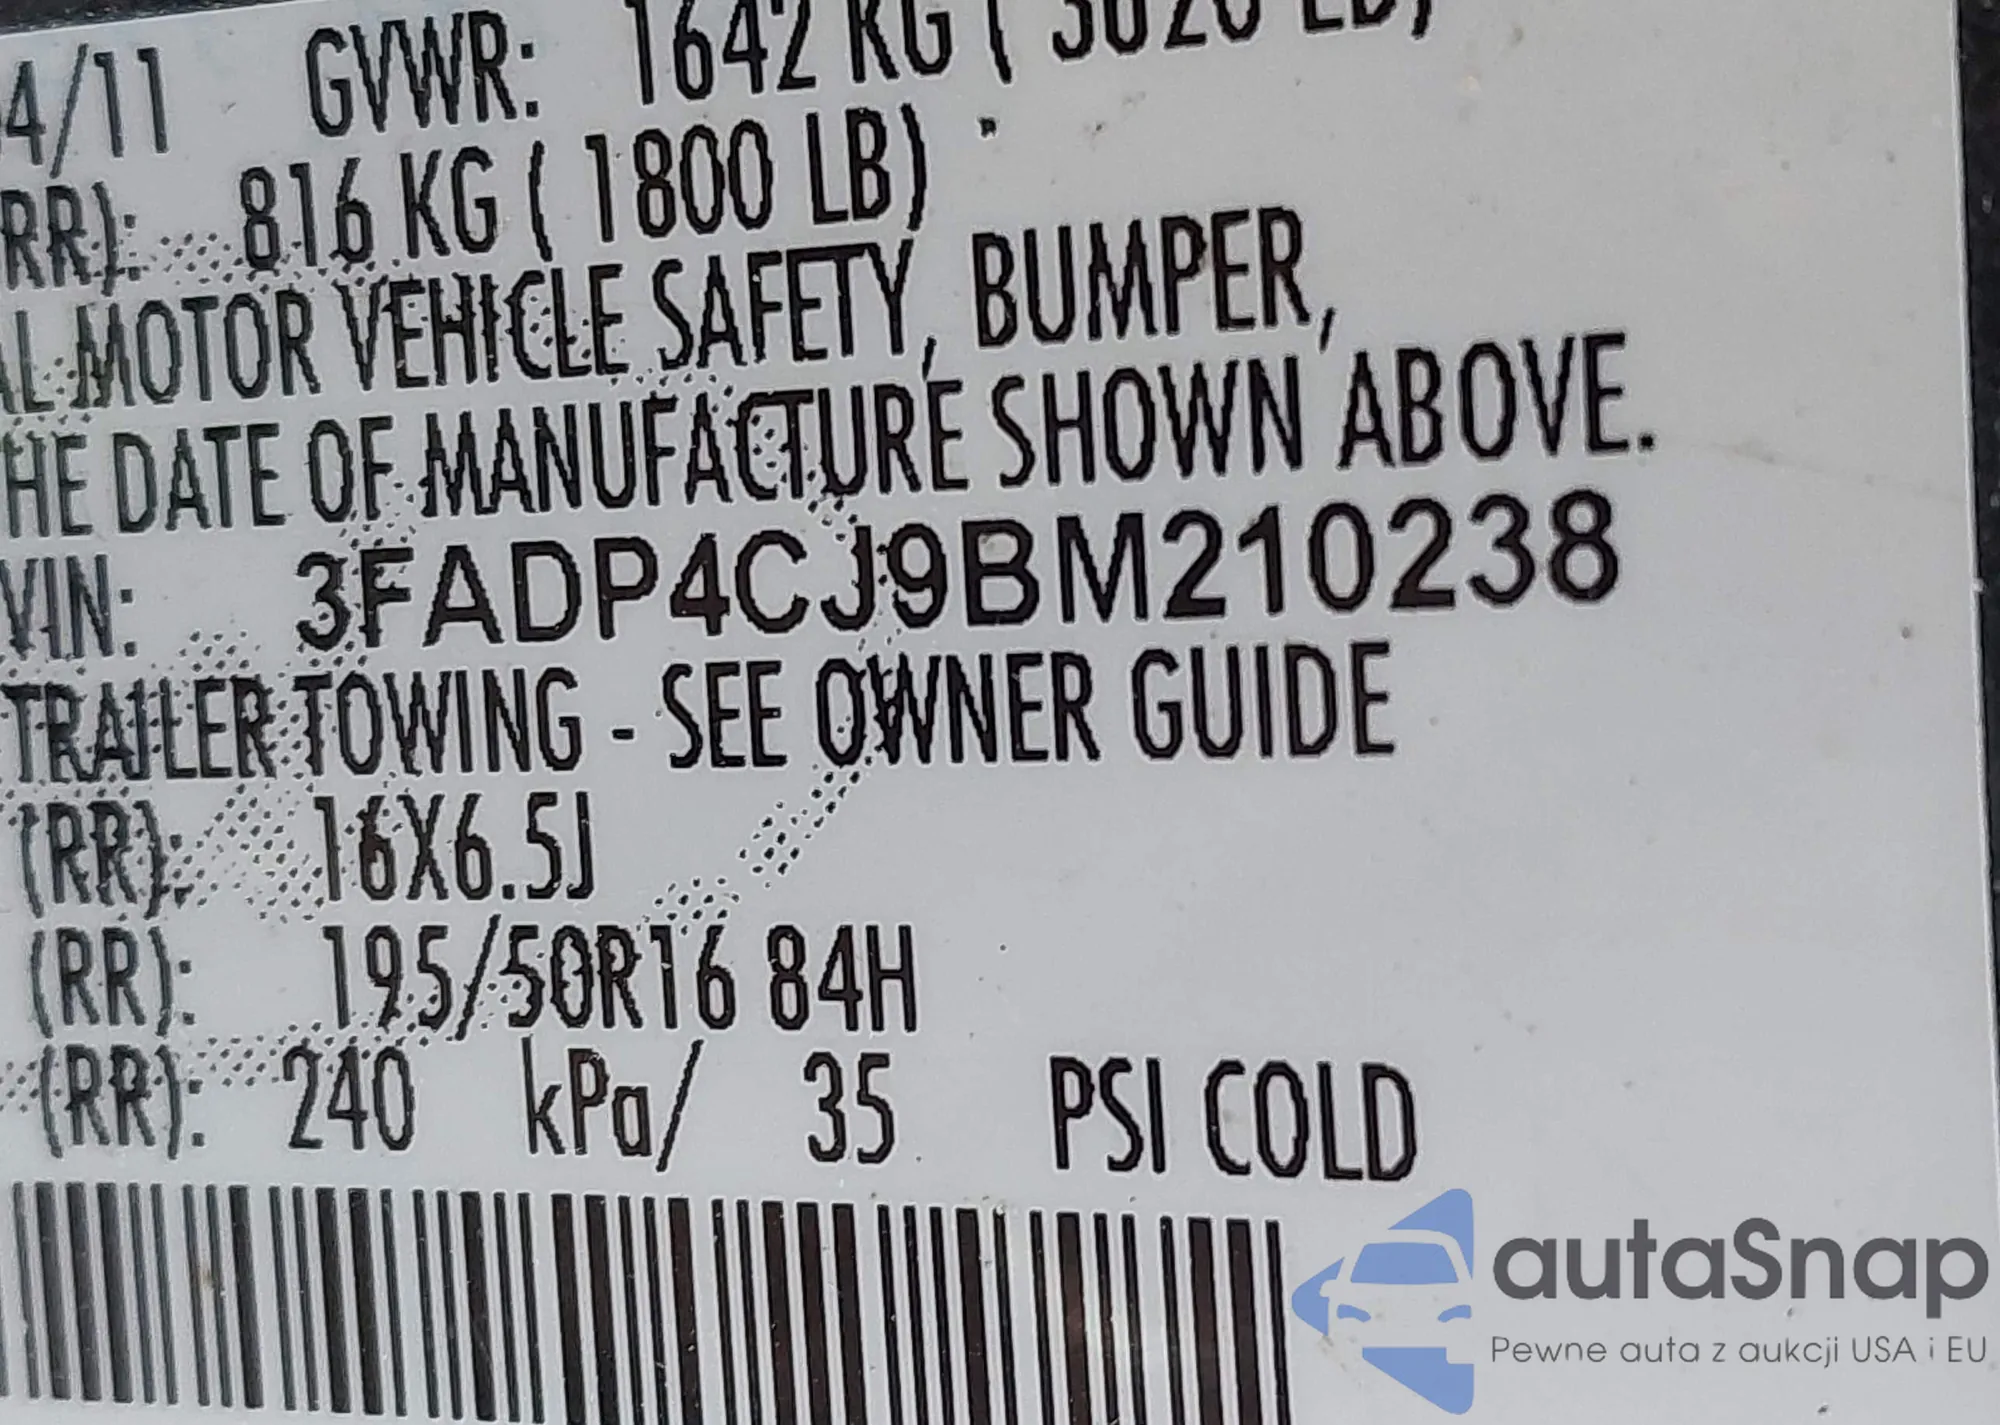 4/11 GVWR: 1642 KG ( 3620 LB)
RR): 816 KG ( 1800 LB)
AL MOTOR VEHICLE SAFETY, BUMPER,
HE DATE OF MANUFACTURE SHOWN ABOVE.
VIN: 3FADP4CJ9BM210238
TRAILER TOWING - SEE OWNER GUIDE
(RR): 16X6.5J
(RR): 195/50R16 84H
(RR): 240 kPa/ 35 PSI COLD
autaSnap
Pewne auta z aukcji USA i EU